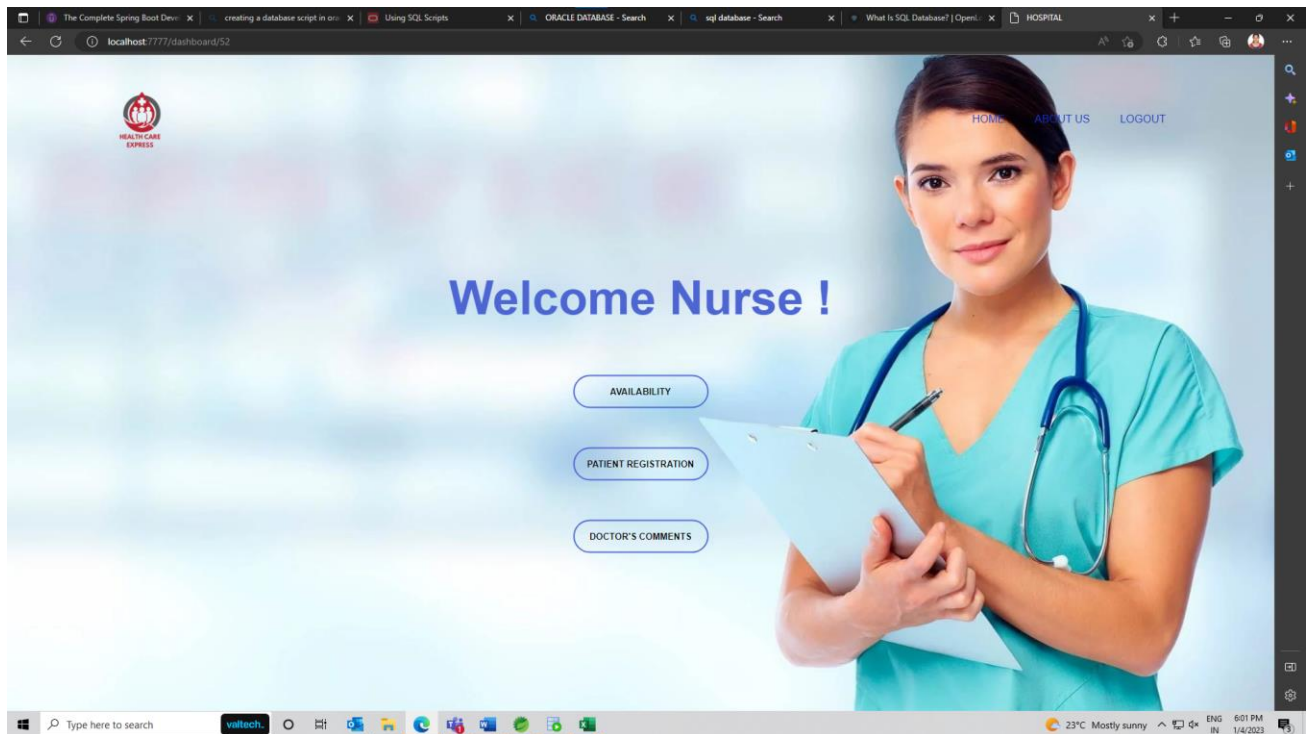 The Complete Spring Boot Devel
creating a database script in ora
Using SQL Scripts
ORACLE DATABASE - Search
sql database - Search
What Is SQL Database? | OpenL
HOSPITAL
localhost:7777/dashboard/52
HEALTH CARE
EXPRESS
HOME
ABOUT US
LOGOUT
Welcome Nurse !
AVAILABILITY
PATIENT REGISTRATION
DOCTOR'S COMMENTS
Type here to search
valtech.
23°C Mostly sunny
ENG
IN
6:01 PM
1/4/2023